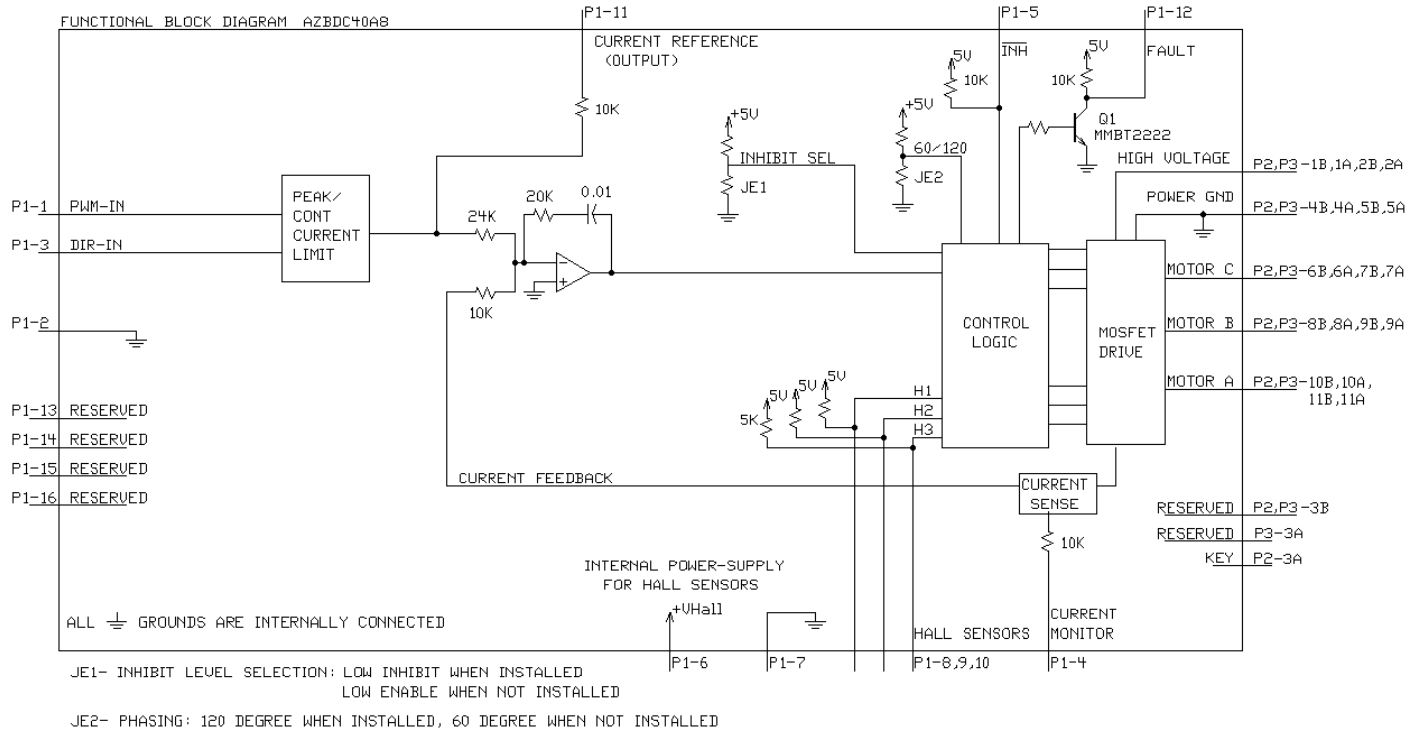 FUNCTIONAL BLOCK DIAGRAM AZBDC40A8
P1-11
P1-5
P1-12
CURRENT REFERENCE
(OUTPUT)
10K
INH
FAULT
5V
10K
5V
10K
+5V
+5V
Q1
MMBT2222
60/120
JE2
INHIBIT SEL
JE1
HIGH VOLTAGE
P2,P3-1B,1A,2B,2A
POWER GND
P2,P3-4B,4A,5B,5A
P1-1
PWM-IN
P1-3
DIR-IN
PEAK/
CONT
CURRENT
LIMIT
24K
20K
0.01
-
+
10K
MOTOR C
P2,P3-6B,6A,7B,7A
P1-2
CONTROL
LOGIC
MOSFET
DRIVE
MOTOR B
P2,P3-8B,8A,9B,9A
MOTOR A
P2,P3-10B,10A,
11B,11A
5V
5V
5V
5K
H1
H2
H3
P1-13 RESERVED
P1-14 RESERVED
P1-15 RESERVED
P1-16 RESERVED
CURRENT FEEDBACK
CURRENT
SENSE
10K
RESERVED
P2,P3-3B
RESERVED
P3-3A
KEY
P2-3A
INTERNAL POWER-SUPPLY
FOR HALL SENSORS
+VHall
ALL GROUNDS ARE INTERNALLY CONNECTED
HALL SENSORS
CURRENT
MONITOR
P1-6
P1-7
P1-8,9,10
P1-4
JE1- INHIBIT LEVEL SELECTION: LOW INHIBIT WHEN INSTALLED
LOW ENABLE WHEN NOT INSTALLED
JE2- PHASING: 120 DEGREE WHEN INSTALLED, 60 DEGREE WHEN NOT INSTALLED